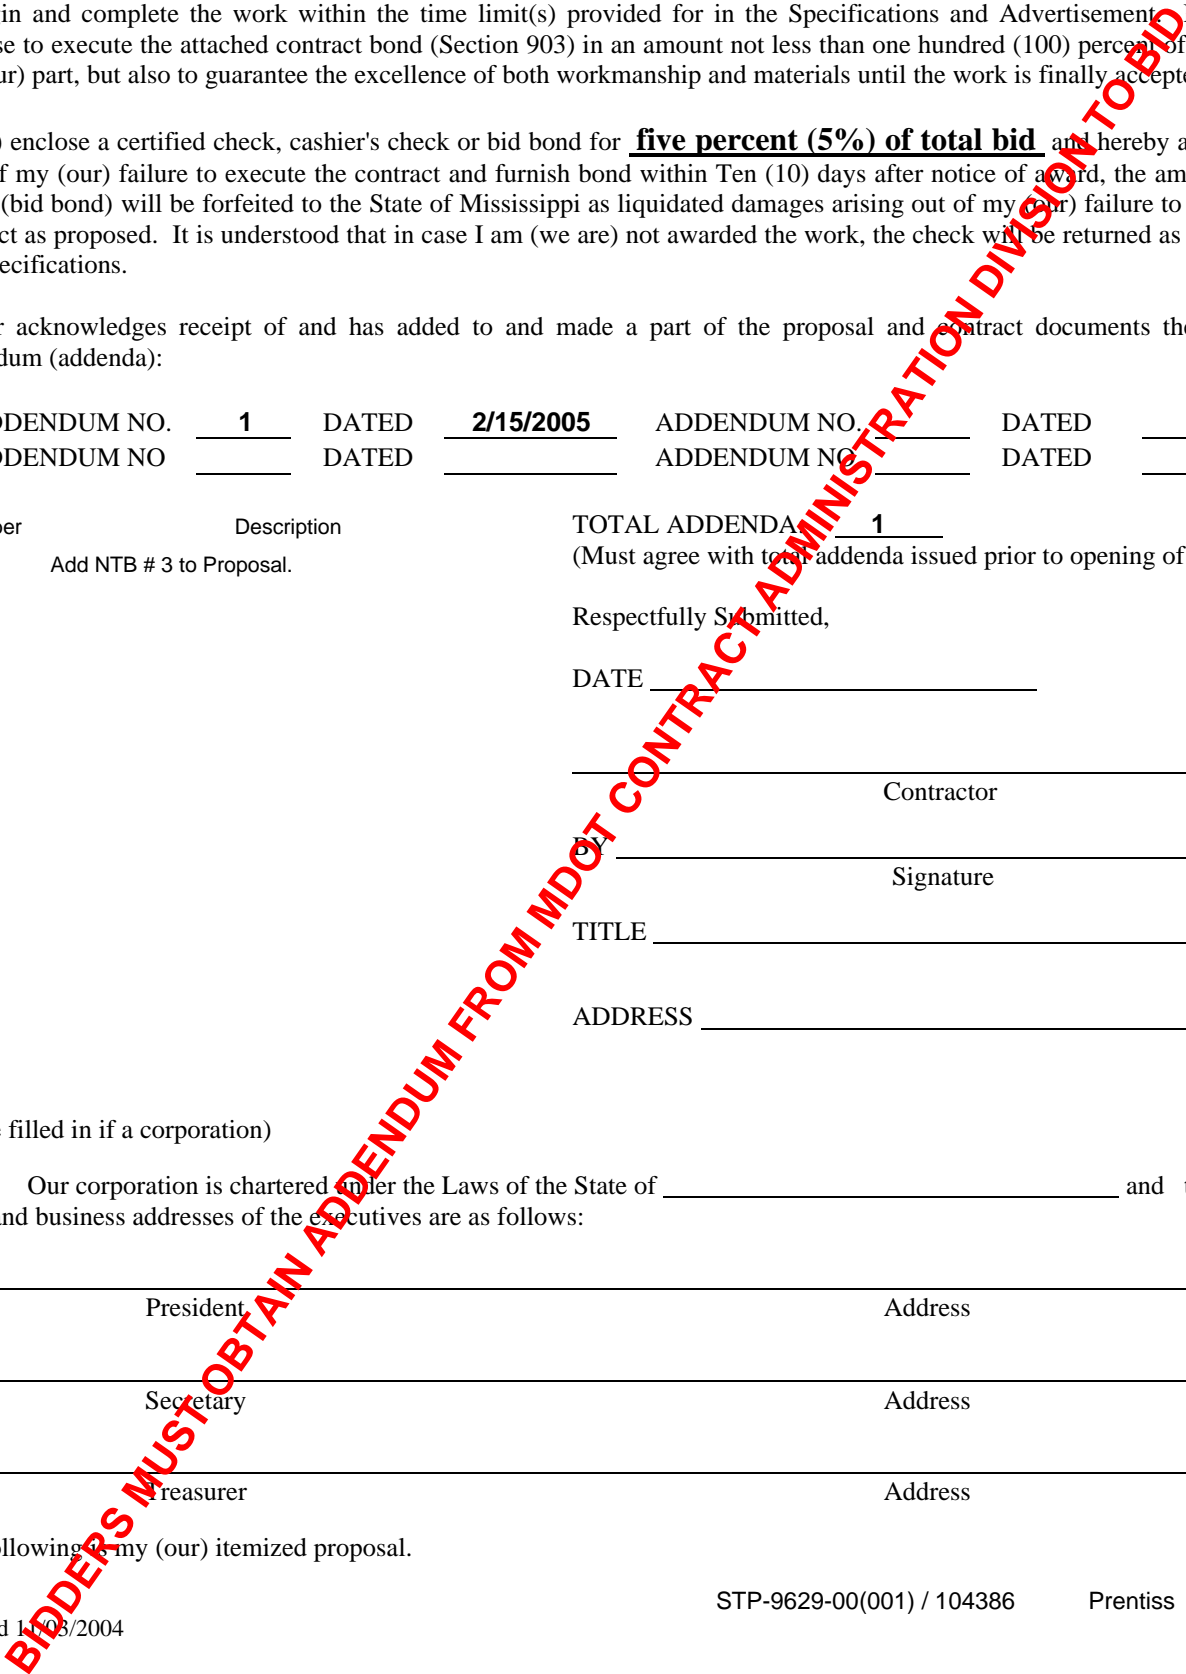 in and complete the work within the time limit(s) provided for in the Specifications and Advertisement.
se to execute the attached contract bond (Section 903) in an amount not less than one hundred (100) percent of
ur) part, but also to guarantee the excellence of both workmanship and materials until the work is finally accepte
) enclose a certified check, cashier's check or bid bond for five percent (5%) of total bid and hereby a
f my (our) failure to execute the contract and furnish bond within Ten (10) days after notice of award, the am
(bid bond) will be forfeited to the State of Mississippi as liquidated damages arising out of my (our) failure to
ct as proposed. It is understood that in case I am (we are) not awarded the work, the check will be returned as
ecifications.
r acknowledges receipt of and has added to and made a part of the proposal and contract documents the
dum (addenda):
DDENDUM NO. 1 DATED 2/15/2005 ADDENDUM NO. DATED
DDENDUM NO DATED ADDENDUM NO DATED
ber Description TOTAL ADDENDA: 1
Add NTB # 3 to Proposal. (Must agree with total addenda issued prior to opening of
Respectfully Submitted,
DATE
Contractor
BY
Signature
TITLE
ADDRESS
filled in if a corporation)
Our corporation is chartered under the Laws of the State of and t
and business addresses of the executives are as follows:
President Address
Secretary Address
Treasurer Address
ollowing is my (our) itemized proposal.
STP-9629-00(001) / 104386 Prentiss
d 11/03/2004
BIDDERS MUST OBTAIN ADDENDUM FROM MDOT CONTRACT ADMINISTRATION DIVISION TO BID